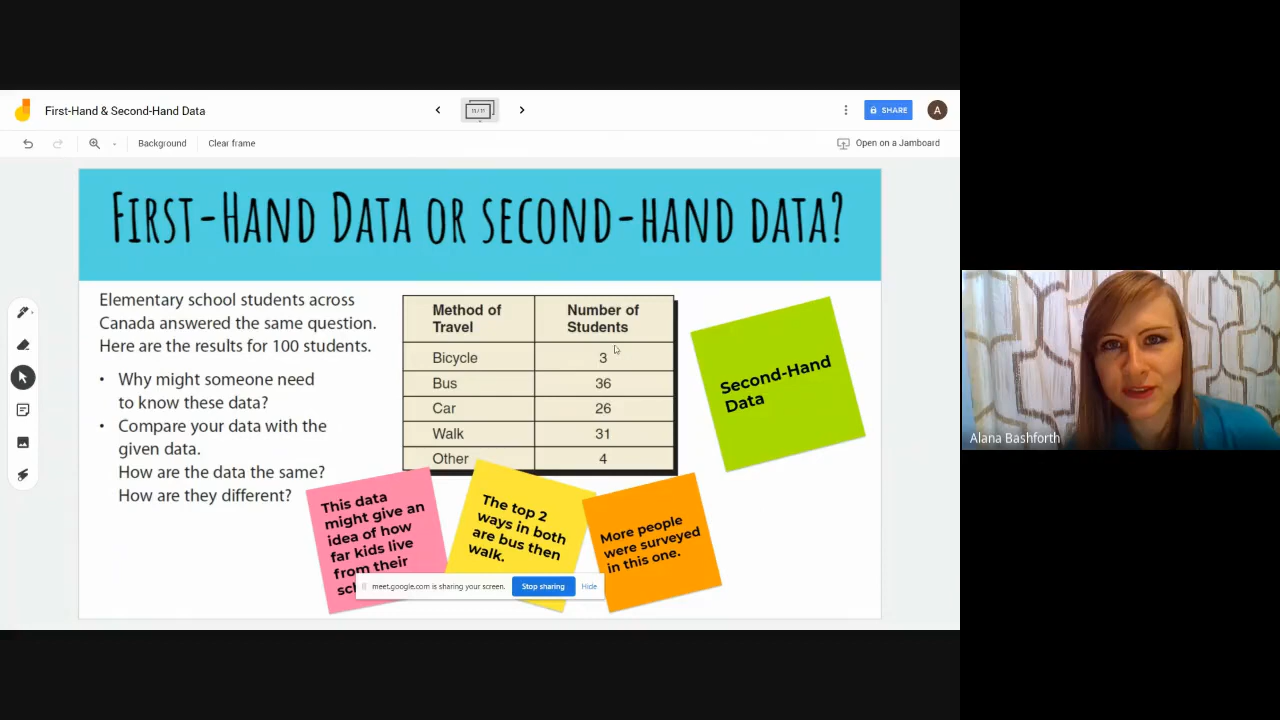 First-Hand & Second-Hand Data
11/11
SHARE
A
Background
Clear frame
Open on a Jamboard
First-Hand Data or second-hand data?
Elementary school students across
Canada answered the same question.
Here are the results for 100 students.
• Why might someone need
to know these data?
• Compare your data with the
given data.
How are the data the same?
How are they different?
Method of Travel | Number of Students
Bicycle 3
Bus 36
Car 26
Walk 31
Other 4
Second-Hand
Data
This data
might give an
idea of how
far kids live
from their
The top 2
ways in both
are bus then
walk.
More people
were surveyed
in this one.
meet.google.com is sharing your screen.
Stop sharing
Hide
Alana Bashforth